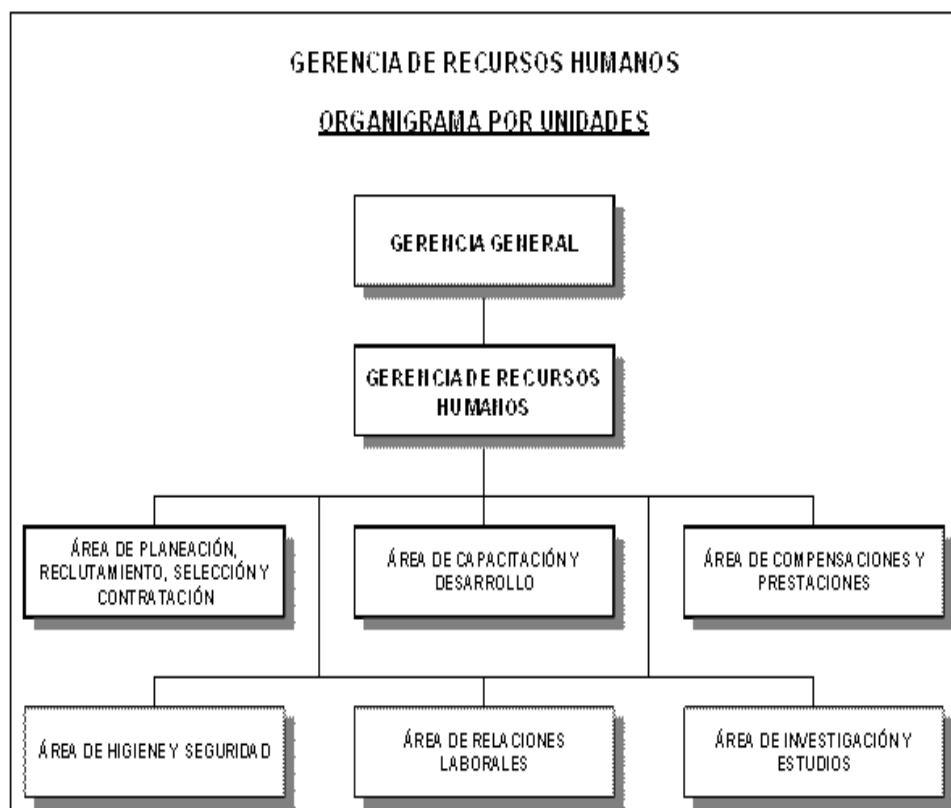 GERENCIA DE RECURSOS HUMANOS
ORGANIGRAMA POR UNIDADES
GERENCIA GENERAL
GERENCIA DE RECURSOS
HUMANOS
ÁREA DE PLANEACIÓN,
RECLUTAMIENTO, SELECCIÓN Y
CONTRATACIÓN
ÁREA DE CAPACITACIÓN Y
DESARROLLO
ÁREA DE COMPENSACIONES Y
PRESTACIONES
ÁREA DE HIGIENE Y SEGURIDAD
ÁREA DE RELACIONES
LABORALES
ÁREA DE INVESTIGACIÓN Y
ESTUDIOS